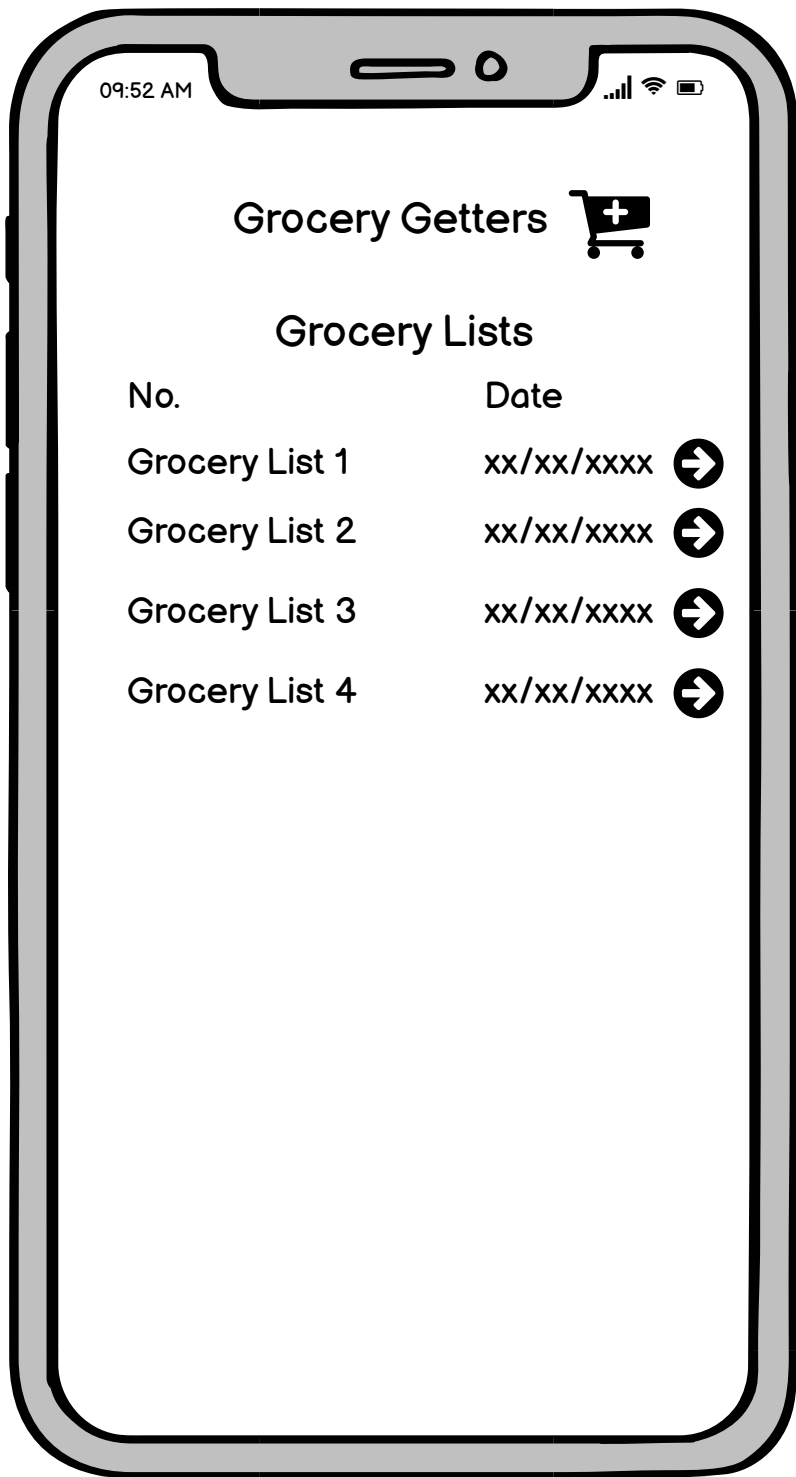 09:52 AM
Grocery Getters
Grocery Lists
No. Date
Grocery List 1 xx/xx/xxxx
Grocery List 2 xx/xx/xxxx
Grocery List 3 xx/xx/xxxx
Grocery List 4 xx/xx/xxxx